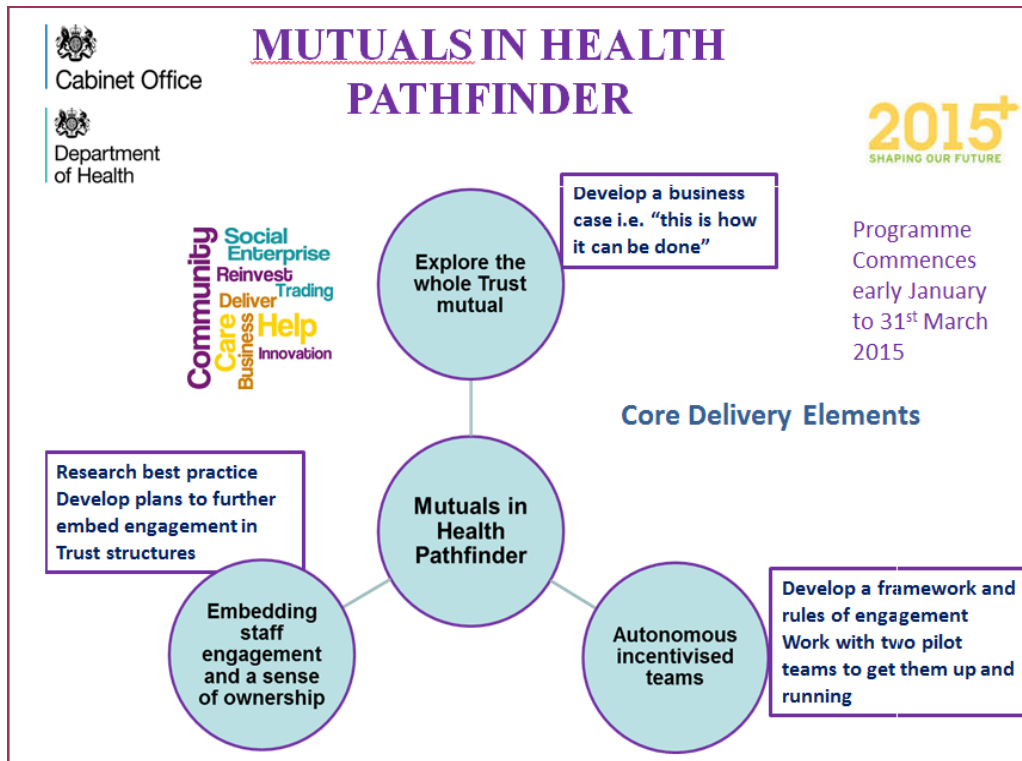 MUTUALS IN HEALTH
PATHFINDER
Cabinet Office
Department
of Health
2015+
SHAPING OUR FUTURE
Develop a business
case i.e. “this is how
it can be done”
Explore the
whole Trust
mutual
Programme
Commences
early January
to 31st March
2015
Community
Social
Enterprise
Reinvest
Trading
Deliver
Care
Business
Help
Innovation
Core Delivery Elements
Research best practice
Develop plans to further
embed engagement in
Trust structures
Mutuals in
Health
Pathfinder
Embedding
staff
engagement
and a sense
of ownership
Autonomous
incentivised
teams
Develop a framework and
rules of engagement
Work with two pilot
teams to get them up and
running